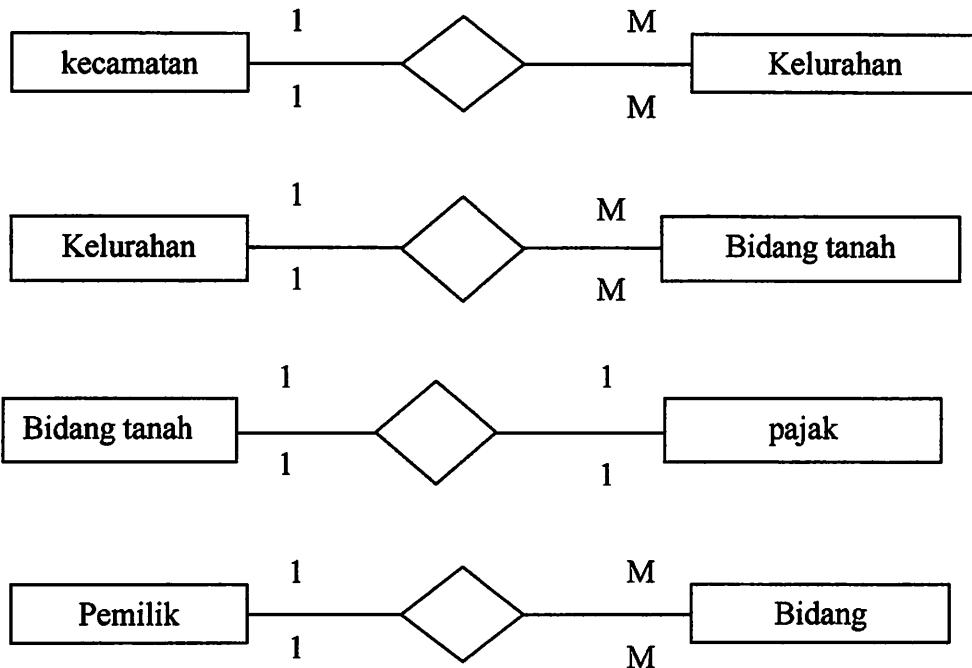 1 M
kecamatan Kelurahan
1 M
1 M
Kelurahan Bidang tanah
1 M
1 1
Bidang tanah pajak
1 1
1 M
Pemilik Bidang
1 M